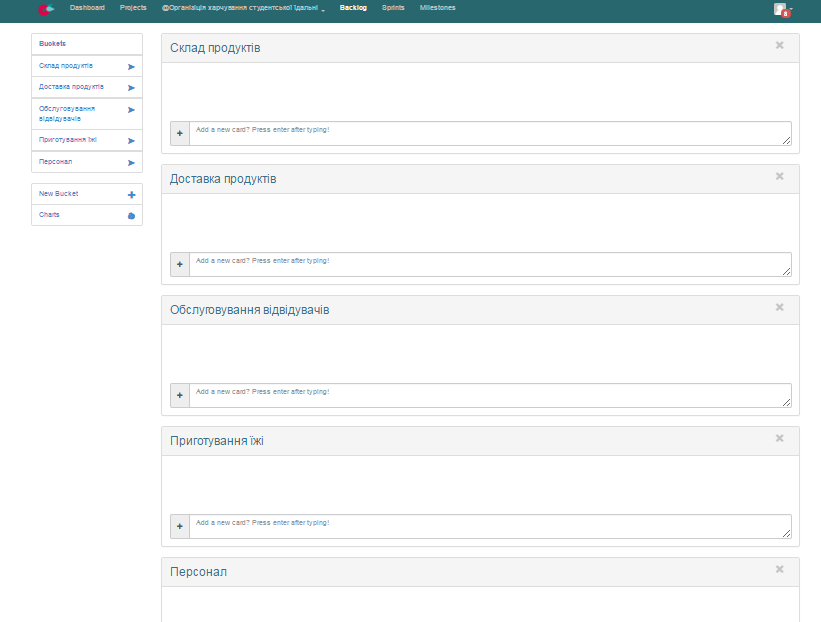 Dashboard Projects @Організація харчування студентської їдальні Backlog Sprints Milestones
8
Buckets
Склад продуктів
Доставка продуктів
Обслуговування
відвідувачів
Приготування їжі
Персонал
New Bucket
Charts
Склад продуктів
Add a new card? Press enter after typing!
Доставка продуктів
Add a new card? Press enter after typing!
Обслуговування відвідувачів
Add a new card? Press enter after typing!
Приготування їжі
Add a new card? Press enter after typing!
Персонал